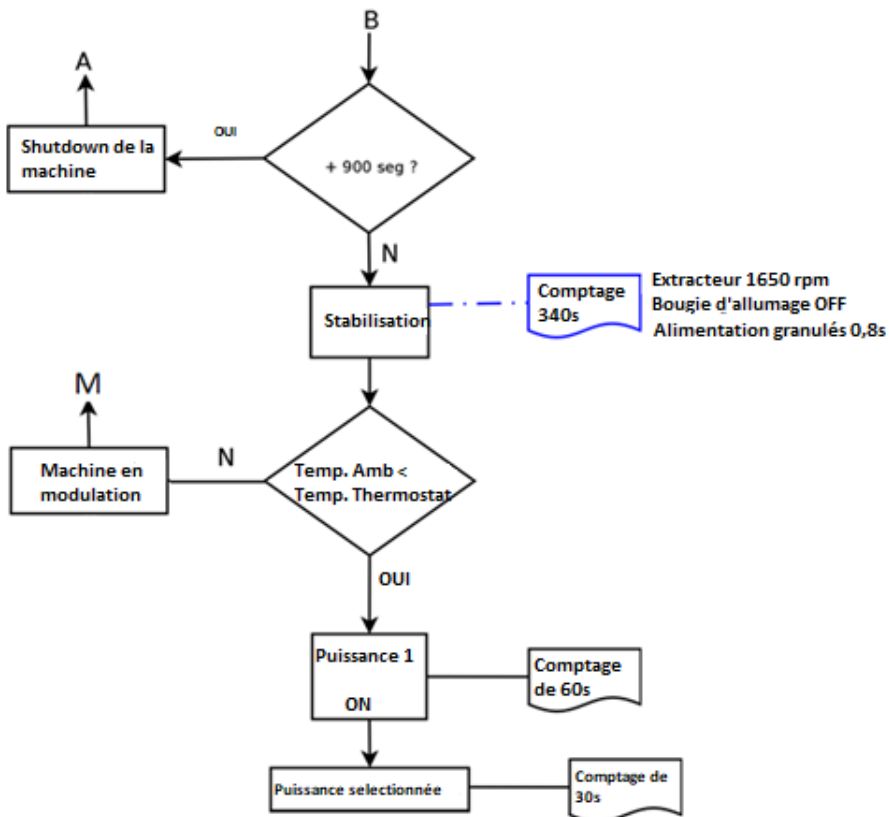 B
A
OUI
Shutdown de la
machine
+ 900 seg ?
N
Stabilisation
Comptage
340s
Extracteur 1650 rpm
Bougie d'allumage OFF
Alimentation granulés 0,8s
M
N
Machine en
modulation
Temp. Amb <
Temp. Thermostat
OUI
Puissance 1
ON
Comptage
de 60s
Puissance selectionnée
Comptage de
30s